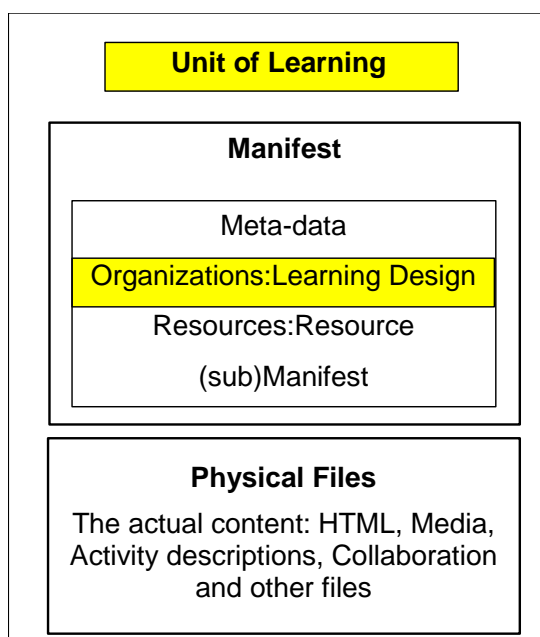 Unit of Learning
Manifest
Meta-data
Organizations:Learning Design
Resources:Resource
(sub)Manifest
Physical Files
The actual content: HTML, Media,
Activity descriptions, Collaboration
and other files